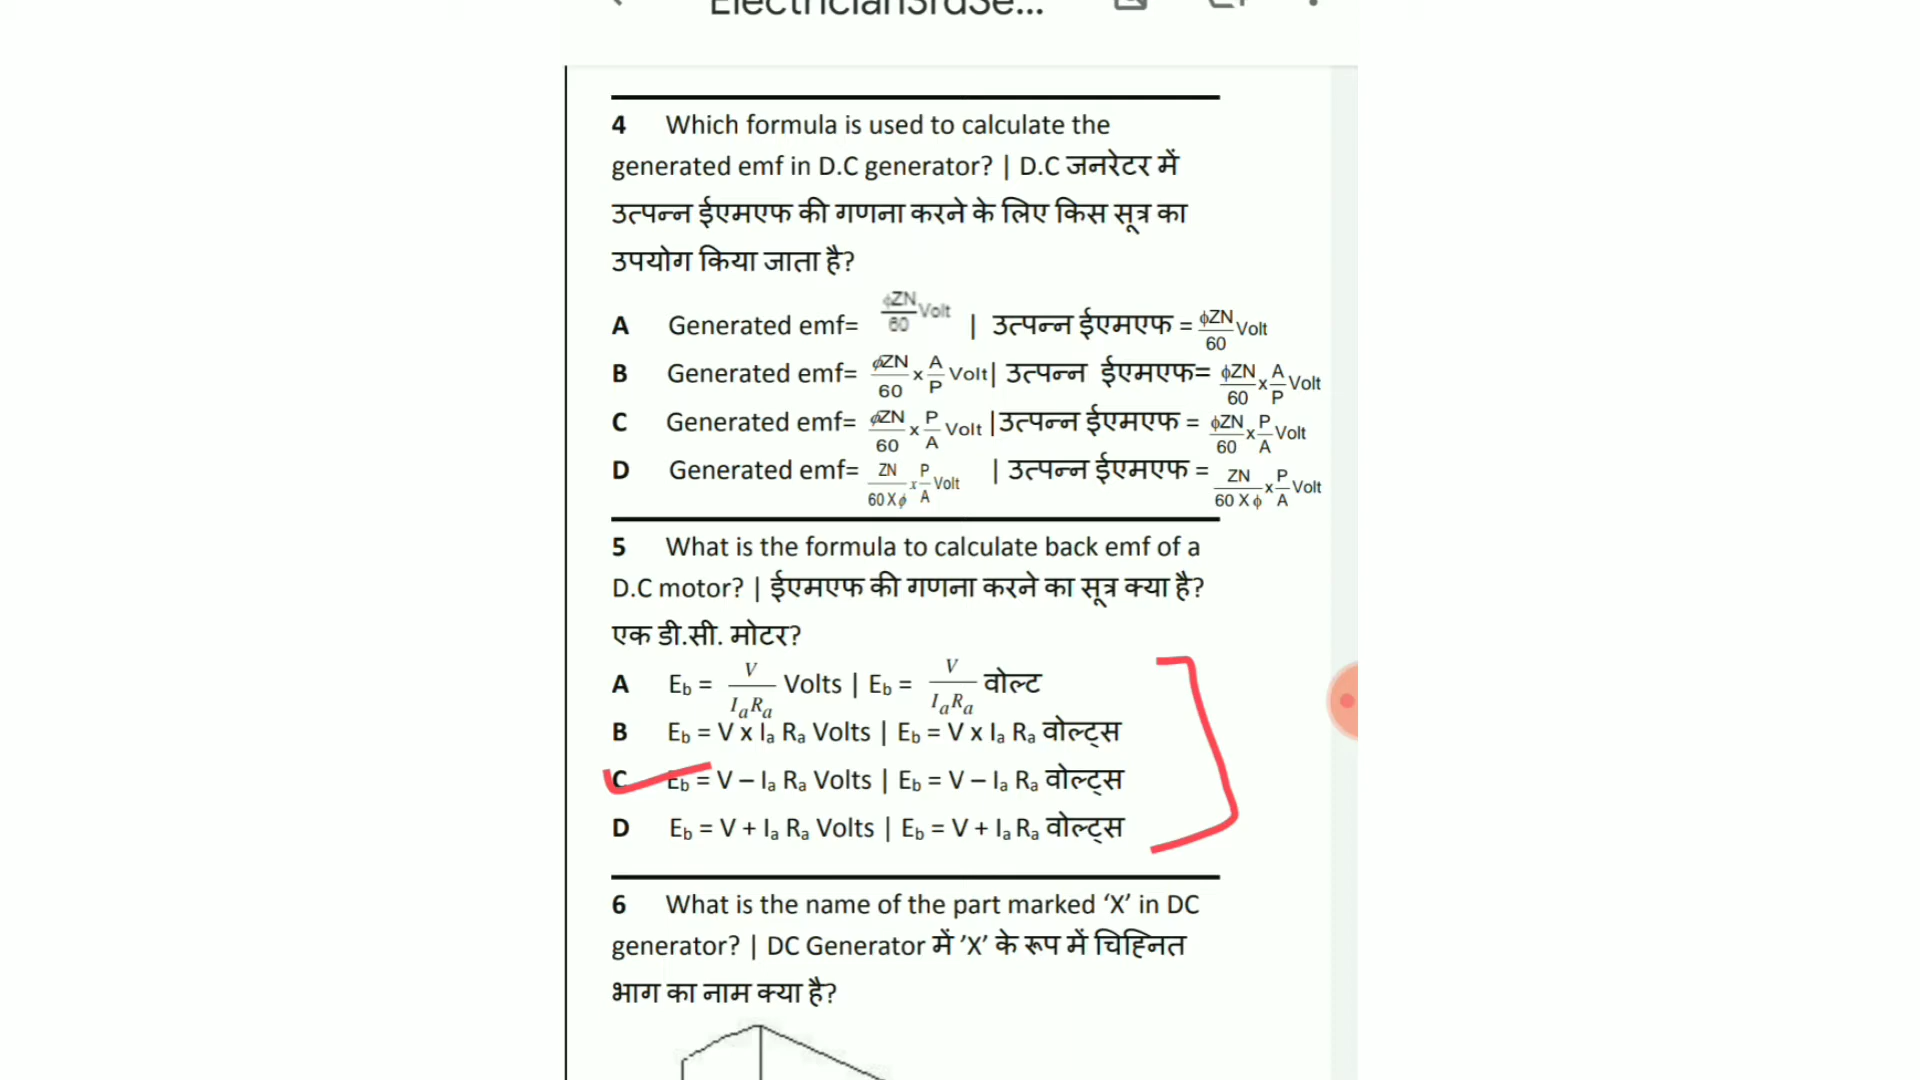 ElectricianSrdSe...
4 Which formula is used to calculate the
generated emf in D.C generator? | D.C जनरेटर में
उत्पन्न ईएमएफ की गणना करने के लिए किस सूत्र का
उपयोग किया जाता है?
A Generated emf= ϕZN/60 Volt | उत्पन्न ईएमएफ = ϕZN/60 Volt
B Generated emf= ϕZN/60 x A/P Volt| उत्पन्न ईएमएफ= ϕZN/60 x A/P Volt
C Generated emf= ϕZN/60 x P/A Volt |उत्पन्न ईएमएफ = ϕZN/60 x P/A Volt
D Generated emf= ZN/60 X ϕ x P/A Volt | उत्पन्न ईएमएफ = ZN/60 X ϕ x P/A Volt
5 What is the formula to calculate back emf of a
D.C motor? | ईएमएफ की गणना करने का सूत्र क्या है?
एक डी.सी. मोटर?
A Eb = V/IaRa Volts | Eb = V/IaRa वोल्ट
B Eb = V x Ia Ra Volts | Eb = V x Ia Ra वोल्ट्स
C Eb = V – Ia Ra Volts | Eb = V – Ia Ra वोल्ट्स
D Eb = V + Ia Ra Volts | Eb = V + Ia Ra वोल्ट्स
6 What is the name of the part marked ‘X’ in DC
generator? | DC Generator में ’X’ के रूप में चिह्नित
भाग का नाम क्या है?